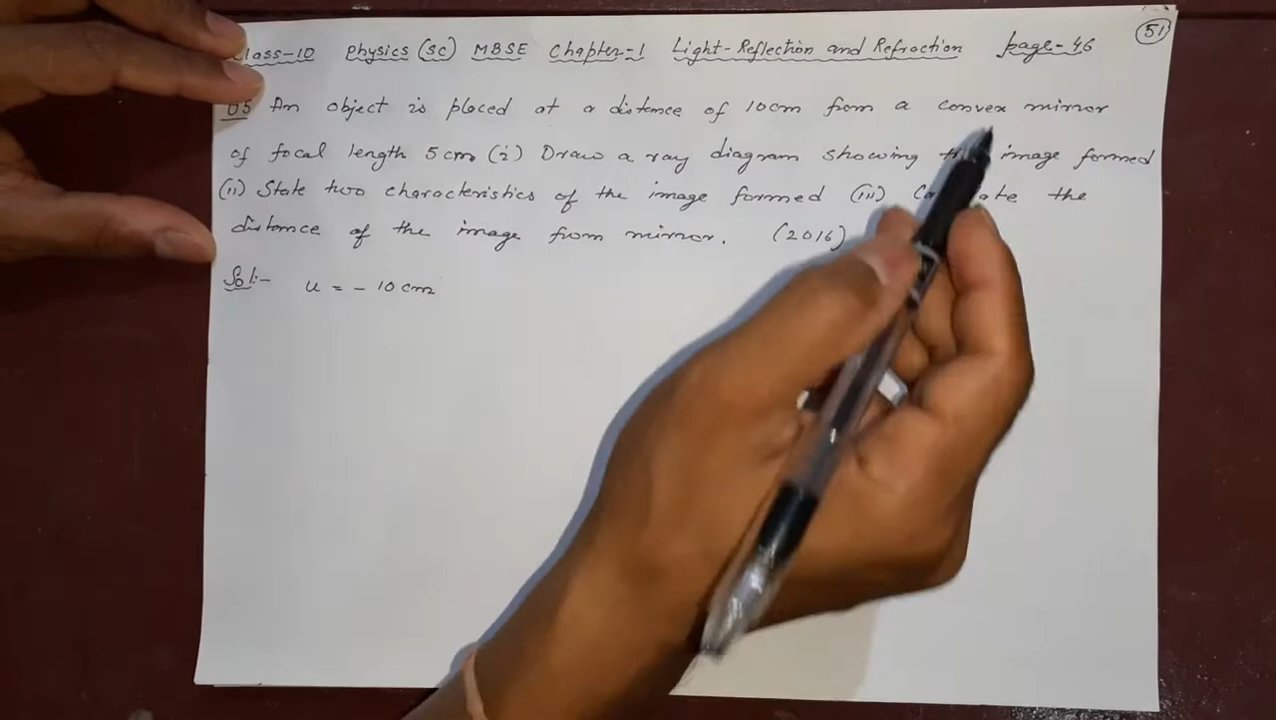 Class-10 Physics (SC) MBSE Chapter-1 Light-Reflection and Refraction page-46 51
Q5 An object is placed at a distance of 10cm from a convex mirror
of focal length 5cm (i) Draw a ray diagram showing the image formed
(ii) State two characteristics of the image formed (iii) the
distance of the image from mirror. (2016)
Sol:- u = - 10 cm